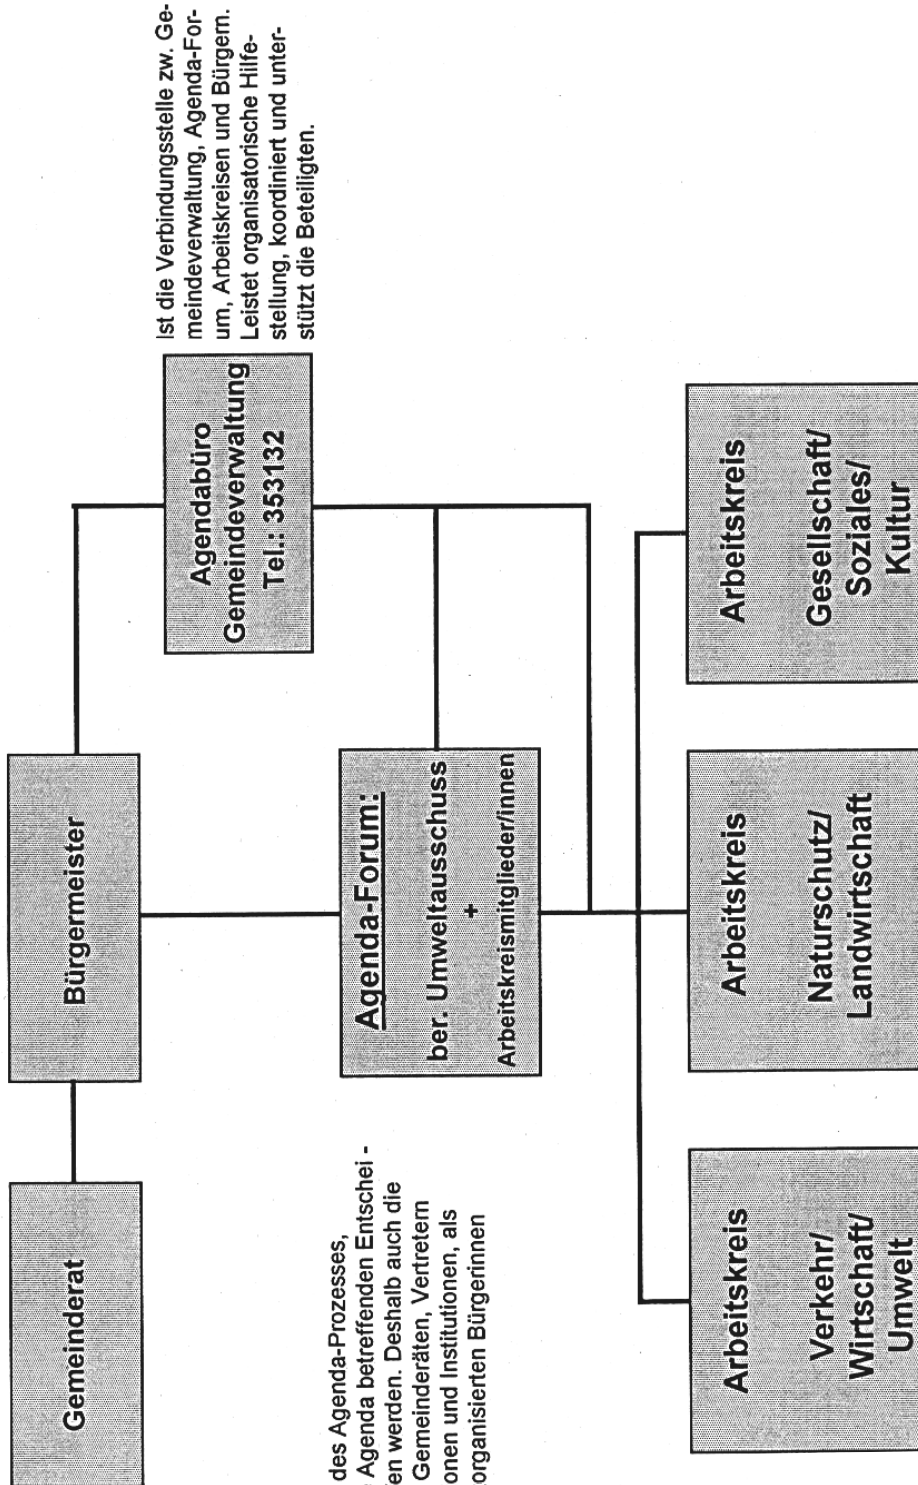 Gemeinderat
Bürgermeister
Agendabüro
Gemeindeverwaltung
Tel.: 353132
Ist die Verbindungsstelle zw. Ge-
meindeverwaltung, Agenda-For-
um, Arbeitskreisen und Bürgern.
Leistet organisatorische Hilfe-
stellung, koordiniert und unter-
stützt die Beteiligten.
des Agenda-Prozesses,
Agenda betreffenden Entschei -
en werden. Deshalb auch die
Gemeinderäten, Vertretern
onen und Institutionen, als
organisierten Bürgerinnen
Agenda-Forum:
ber. Umweltausschuss
+
Arbeitskreismitglieder/innen
Arbeitskreis
Verkehr/
Wirtschaft/
Umwelt
Arbeitskreis
Naturschutz/
Landwirtschaft
Arbeitskreis
Gesellschaft/
Soziales/
Kultur